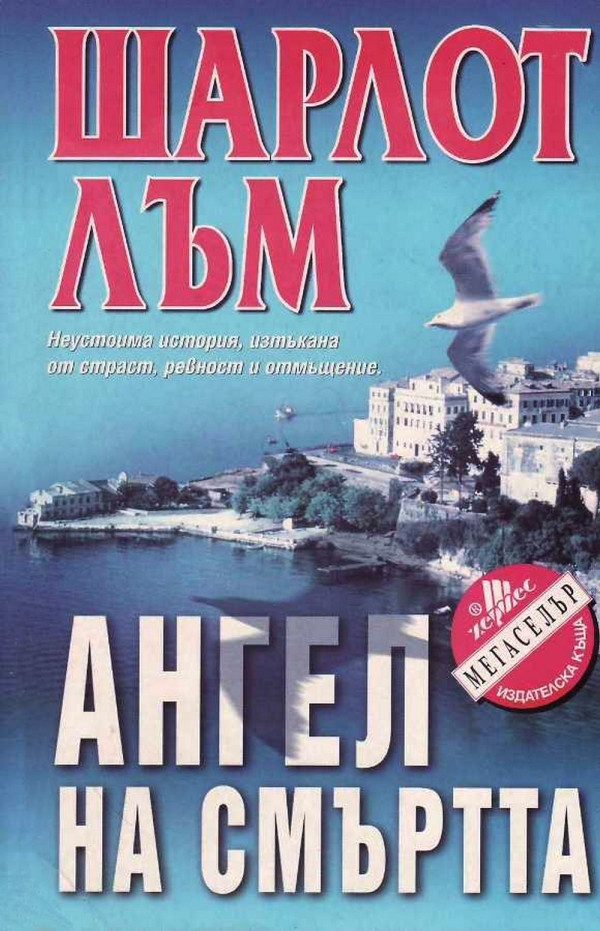 ШАРЛОТ
ЛЪМ
Неустоима история, изтъкана
от страст, ревност и отмъщение.
® хермес
МЕГАСЕЛЪР
ИЗДАТЕЛСКА КЪЩА
АНГЕЛ
НА СМЪРТТА